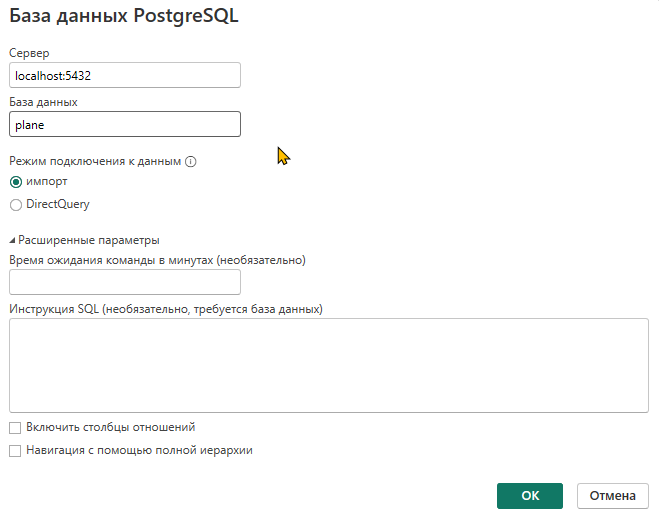 База данных PostgreSQL
Сервер
localhost:5432
База данных
plane
Режим подключения к данным
импорт
DirectQuery
Расширенные параметры
Время ожидания команды в минутах (необязательно)
Инструкция SQL (необязательно, требуется база данных)
Включить столбцы отношений
Навигация с помощью полной иерархии
ОК Отмена